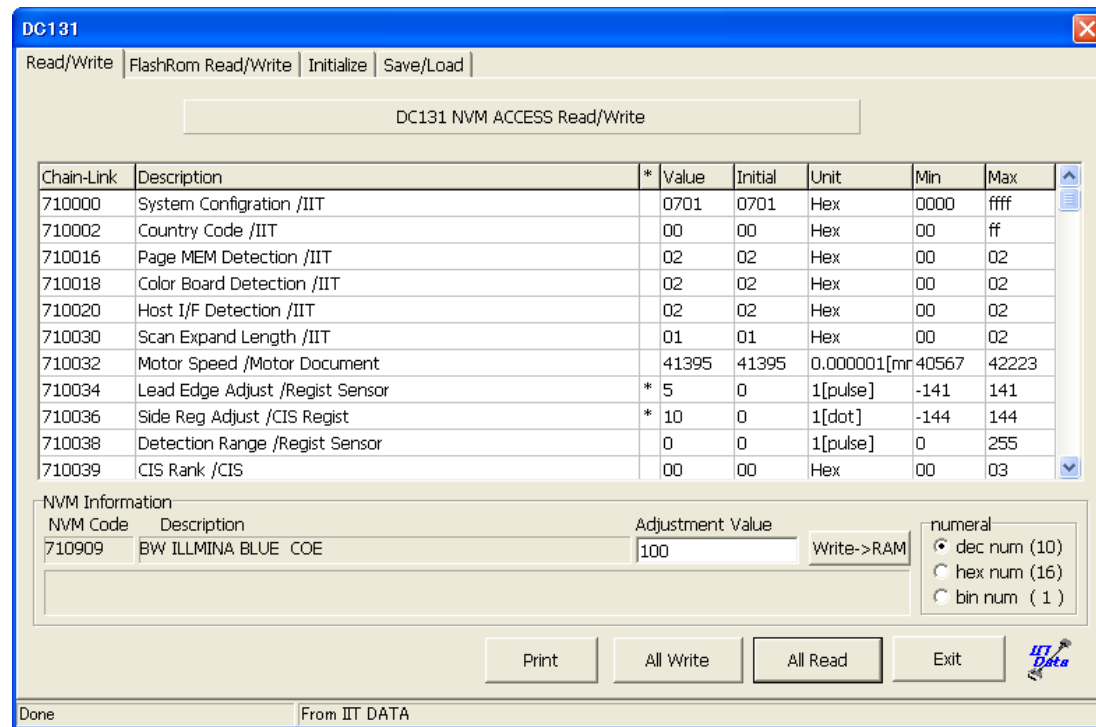 DC131
Read/Write FlashRom Read/Write Initialize Save/Load
DC131 NVM ACCESS Read/Write
Chain-Link Description * Value Initial Unit Min Max
710000 System Configration /IIT 0701 0701 Hex 0000 ffff
710002 Country Code /IIT 00 00 Hex 00 ff
710016 Page MEM Detection /IIT 02 02 Hex 00 02
710018 Color Board Detection /IIT 02 02 Hex 00 02
710020 Host I/F Detection /IIT 02 02 Hex 00 02
710030 Scan Expand Length /IIT 01 01 Hex 00 02
710032 Motor Speed /Motor Document 41395 41395 0.000001[mr 40567 42223
710034 Lead Edge Adjust /Regist Sensor * 5 0 1[pulse] -141 141
710036 Side Reg Adjust /CIS Regist * 10 0 1[dot] -144 144
710038 Detection Range /Regist Sensor 0 0 1[pulse] 0 255
710039 CIS Rank /CIS 00 00 Hex 00 03
NVM Information
NVM Code Description Adjustment Value numeral
710909 BW ILLMINA BLUE COE 100 Write->RAM dec num (10)
hex num (16)
bin num ( 1 )
Print All Write All Read Exit IIT Data
Done From IIT DATA